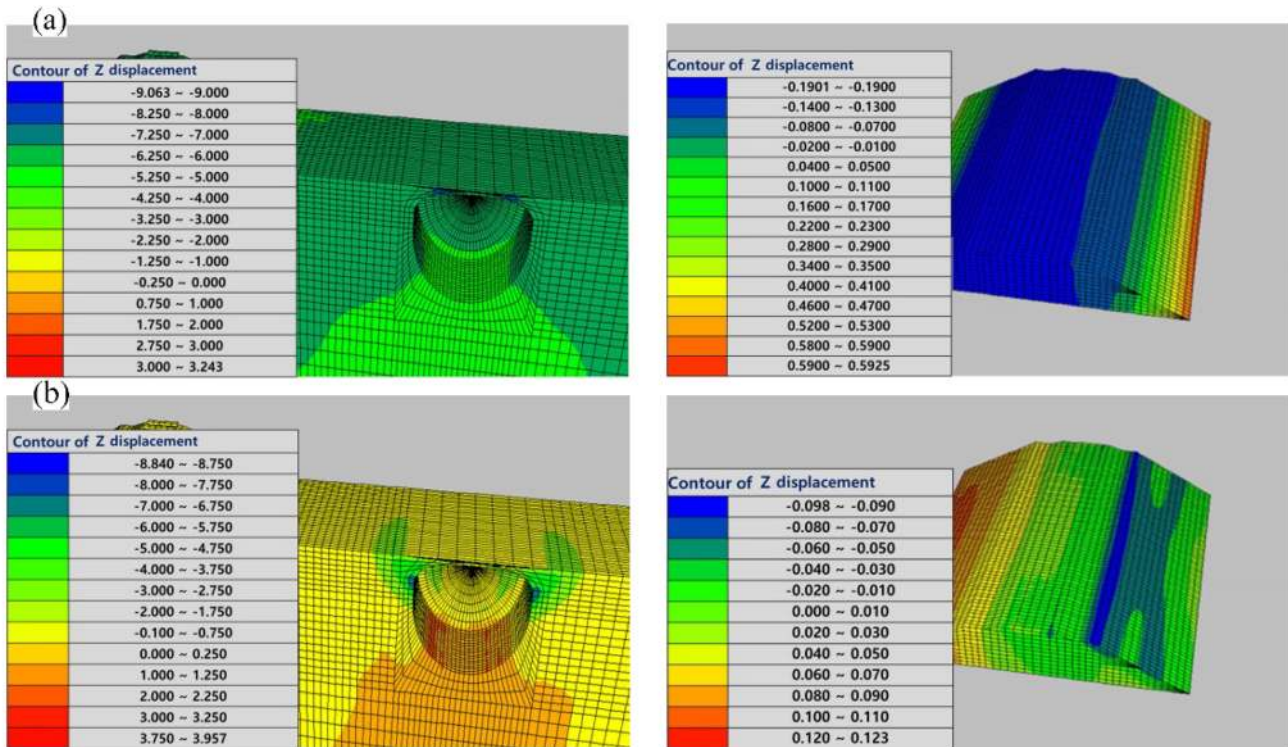 (a)
Contour of Z displacement
-9.063 ~ -9.000
-8.250 ~ -8.000
-7.250 ~ -7.000
-6.250 ~ -6.000
-5.250 ~ -5.000
-4.250 ~ -4.000
-3.250 ~ -3.000
-2.250 ~ -2.000
-1.250 ~ -1.000
-0.250 ~ 0.000
0.750 ~ 1.000
1.750 ~ 2.000
2.750 ~ 3.000
3.000 ~ 3.243
Contour of Z displacement
-0.1901 ~ -0.1900
-0.1400 ~ -0.1300
-0.0800 ~ -0.0700
-0.0200 ~ -0.0100
0.0400 ~ 0.0500
0.1000 ~ 0.1100
0.1600 ~ 0.1700
0.2200 ~ 0.2300
0.2800 ~ 0.2900
0.3400 ~ 0.3500
0.4000 ~ 0.4100
0.4600 ~ 0.4700
0.5200 ~ 0.5300
0.5800 ~ 0.5900
0.5900 ~ 0.5925
(b)
Contour of Z displacement
-8.840 ~ -8.750
-8.000 ~ -7.750
-7.000 ~ -6.750
-6.000 ~ -5.750
-5.000 ~ -4.750
-4.000 ~ -3.750
-3.000 ~ -2.750
-2.000 ~ -1.750
-0.100 ~ -0.750
0.000 ~ 0.250
1.000 ~ 1.250
2.000 ~ 2.250
3.000 ~ 3.250
3.750 ~ 3.957
Contour of Z displacement
-0.098 ~ -0.090
-0.080 ~ -0.070
-0.060 ~ -0.050
-0.040 ~ -0.030
-0.020 ~ -0.010
0.000 ~ 0.010
0.020 ~ 0.030
0.040 ~ 0.050
0.060 ~ 0.070
0.080 ~ 0.090
0.100 ~ 0.110
0.120 ~ 0.123